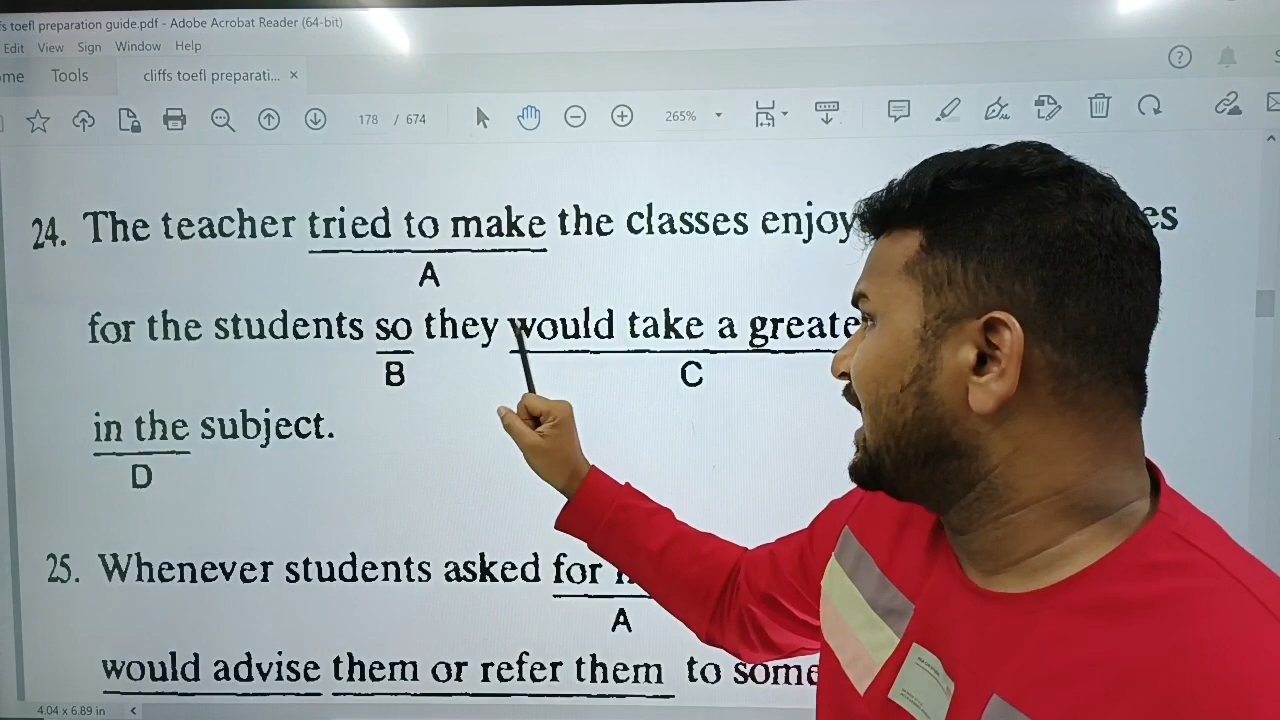 fs toefl preparation guide.pdf - Adobe Acrobat Reader (64-bit)
Edit View Sign Window Help
ome Tools cliffs toefl preparati... ×
178 / 674 265%
24. The teacher tried to make the classes enjoy es
A
for the students so they would take a greate
B C
in the subject.
D
25. Whenever students asked for
A
would advise them or refer them to some
4.04 x 6.89 in